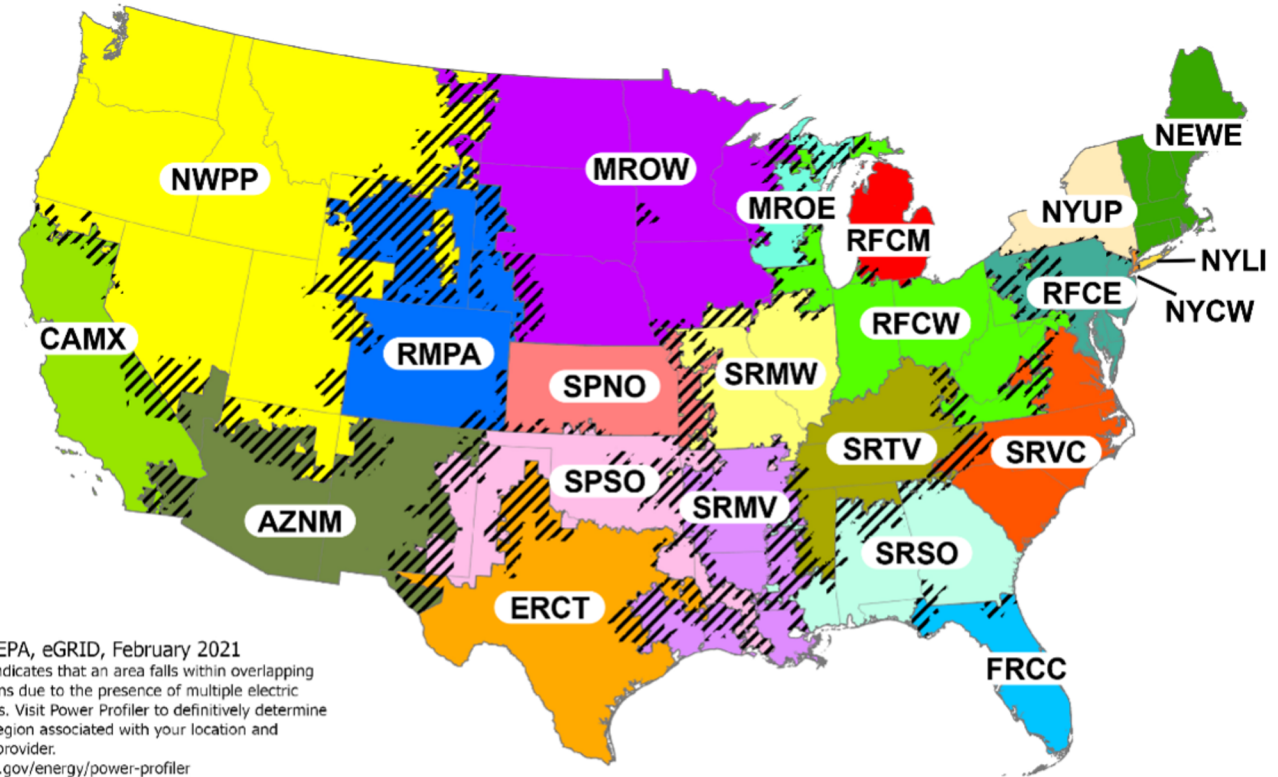 NEWE
NWPP
MROW
MROE
NYUP
RFCM
NYLI
RFCE
NYCW
RFCW
CAMX
RMPA
SRMW
SPNO
SRTV
SRVC
SPSO
SRMV
AZNM
SRSO
ERCT
FRCC
EPA, eGRID, February 2021
ndicates that an area falls within overlapping
ns due to the presence of multiple electric
s. Visit Power Profiler to definitively determine
egion associated with your location and
provider.
.gov/energy/power-profiler